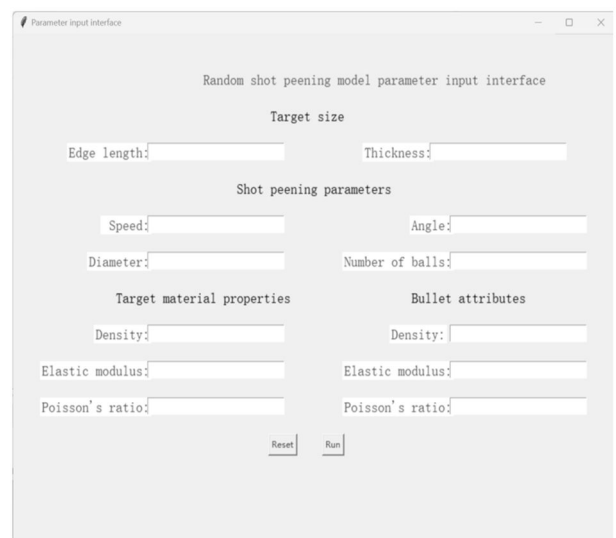 Parameter input interface
Random shot peening model parameter input interface
Target size
Edge length: Thickness:
Shot peening parameters
Speed: Angle:
Diameter: Number of balls:
Target material properties Bullet attributes
Density: Density:
Elastic modulus: Elastic modulus:
Poisson's ratio: Poisson's ratio:
Reset Run